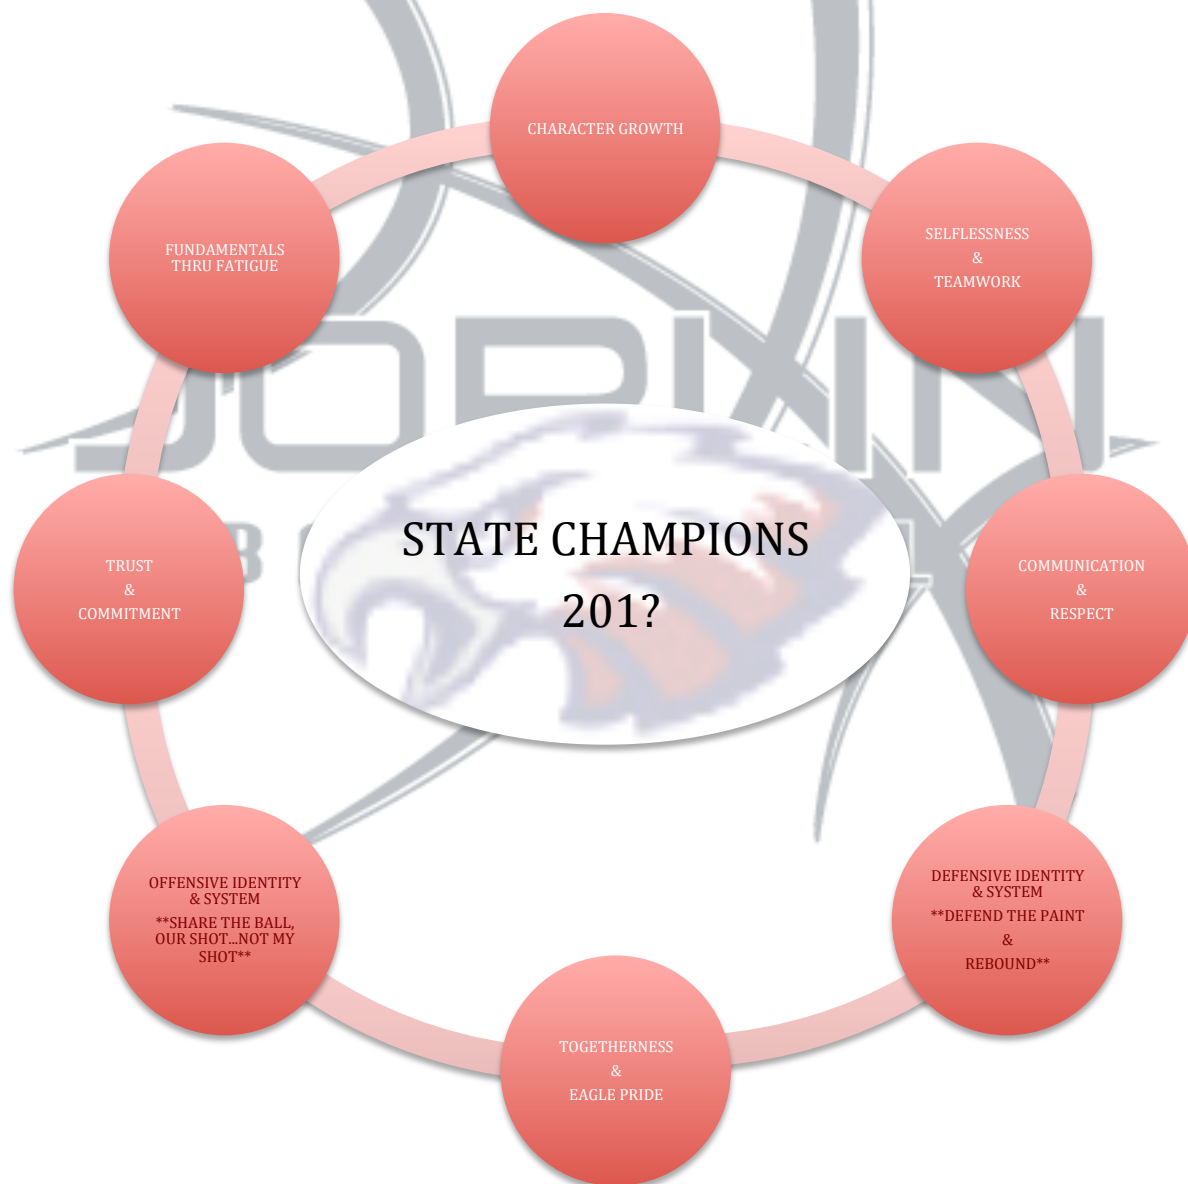 CHARACTER GROWTH
SELFLESSNESS
&
TEAMWORK
COMMUNICATION
&
RESPECT
DEFENSIVE IDENTITY
& SYSTEM
**DEFEND THE PAINT
&
REBOUND**
TOGETHERNESS
&
EAGLE PRIDE
OFFENSIVE IDENTITY
& SYSTEM
**SHARE THE BALL,
OUR SHOT...NOT MY
SHOT**
TRUST
&
COMMITMENT
FUNDAMENTALS
THRU FATIGUE
STATE CHAMPIONS
201?